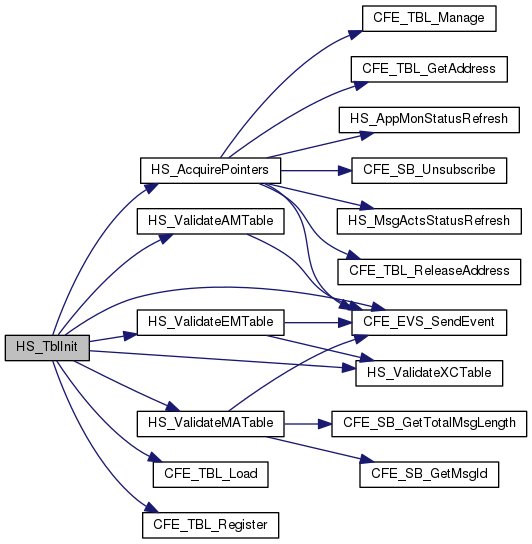 CFE_TBL_Manage
CFE_TBL_GetAddress
HS_AppMonStatusRefresh
HS_AcquirePointers
CFE_SB_Unsubscribe
HS_ValidateAMTable
HS_MsgActsStatusRefresh
CFE_TBL_ReleaseAddress
HS_ValidateEMTable
CFE_EVS_SendEvent
HS_TblInit
HS_ValidateXCTable
HS_ValidateMATable
CFE_SB_GetTotalMsgLength
CFE_TBL_Load
CFE_SB_GetMsgId
CFE_TBL_Register